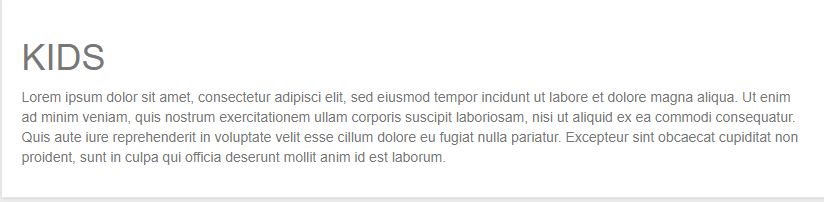 KIDS
Lorem ipsum dolor sit amet, consectetur adipisci elit, sed eiusmod tempor incidunt ut labore et dolore magna aliqua. Ut enim
ad minim veniam, quis nostrum exercitationem ullam corporis suscipit laboriosam, nisi ut aliquid ex ea commodi consequatur.
Quis aute iure reprehenderit in voluptate velit esse cillum dolore eu fugiat nulla pariatur. Excepteur sint obcaecat cupiditat non
proident, sunt in culpa qui officia deserunt mollit anim id est laborum.